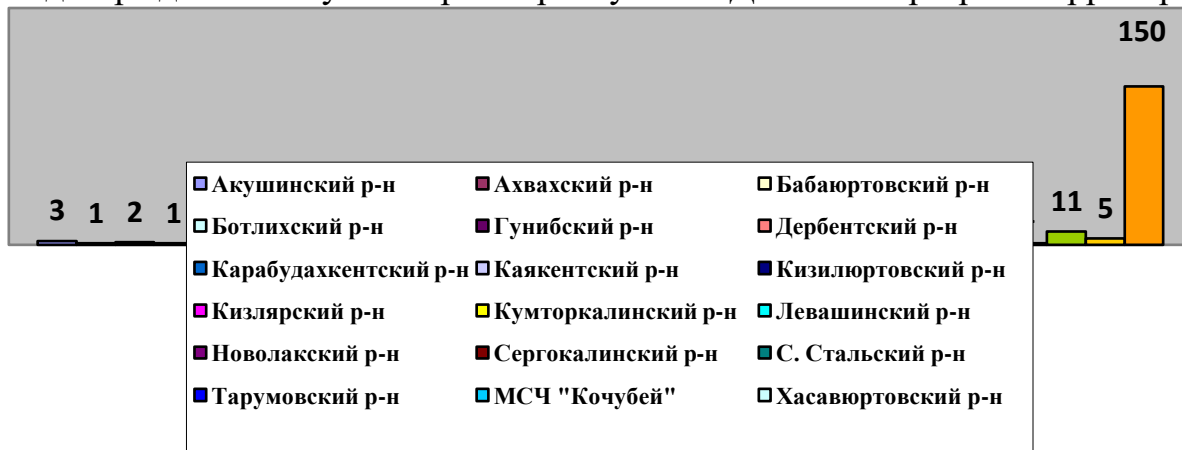 150
3 1 2 1 11 5
Акушинский р-н Ахвахский р-н Бабаюртовский р-н
Ботлихский р-н Гунибский р-н Дербентский р-н
Карабудахкентский р-н Каякентский р-н Кизилюртовский р-н
Кизлярский р-н Кумторкалинский р-н Левашинский р-н
Новолакский р-н Сергокалинский р-н С. Стальский р-н
Тарумовский р-н МСЧ "Кочубей" Хасавюртовский р-н